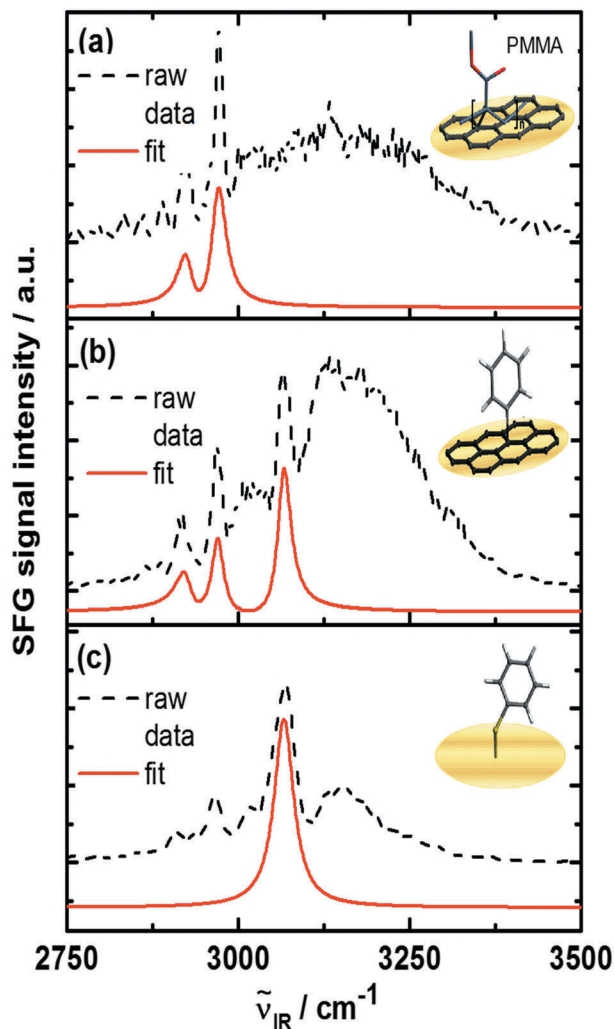 SFG signal intensity / a.u.
(a)
raw
data
fit
PMMA
[ ]n
(b)
raw
data
fit
(c)
raw
data
fit
2750 3000 3250 3500
ṽIR / cm-1